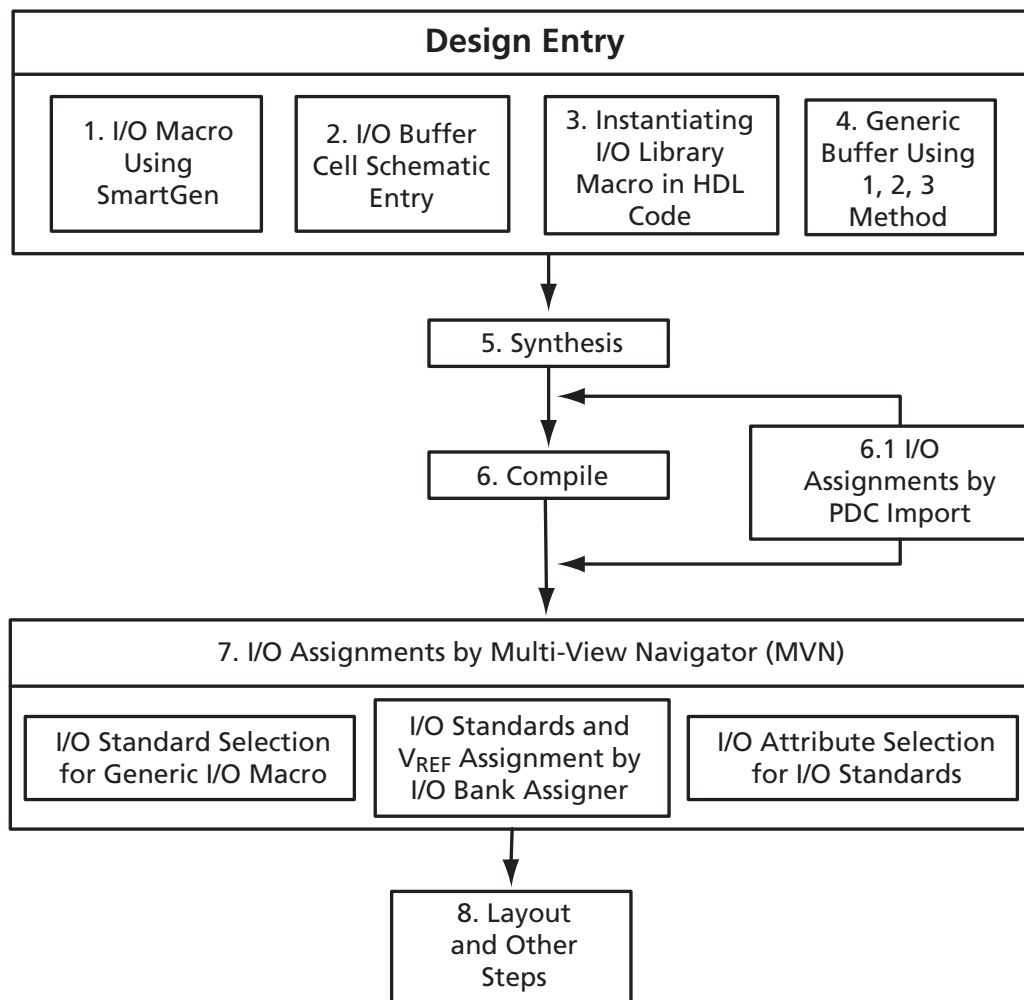 Design Entry
1. I/O Macro
Using
SmartGen
2. I/O Buffer
Cell Schematic
Entry
3. Instantiating
I/O Library
Macro in HDL
Code
4. Generic
Buffer Using
1, 2, 3
Method
5. Synthesis
6. Compile
6.1 I/O
Assignments by
PDC Import
7. I/O Assignments by Multi-View Navigator (MVN)
I/O Standard Selection
for Generic I/O Macro
I/O Standards and
VREF Assignment by
I/O Bank Assigner
I/O Attribute Selection
for I/O Standards
8. Layout
and Other
Steps